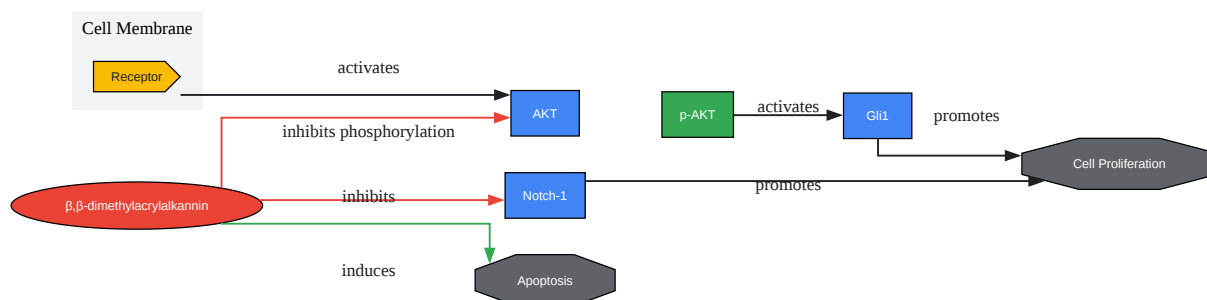 Cell Membrane
Receptor
activates
AKT
inhibits phosphorylation
p-AKT
activates
Gli1
promotes
Cell Proliferation
β,β-dimethylacrylalkannin
inhibits
Notch-1
promotes
induces
Apoptosis